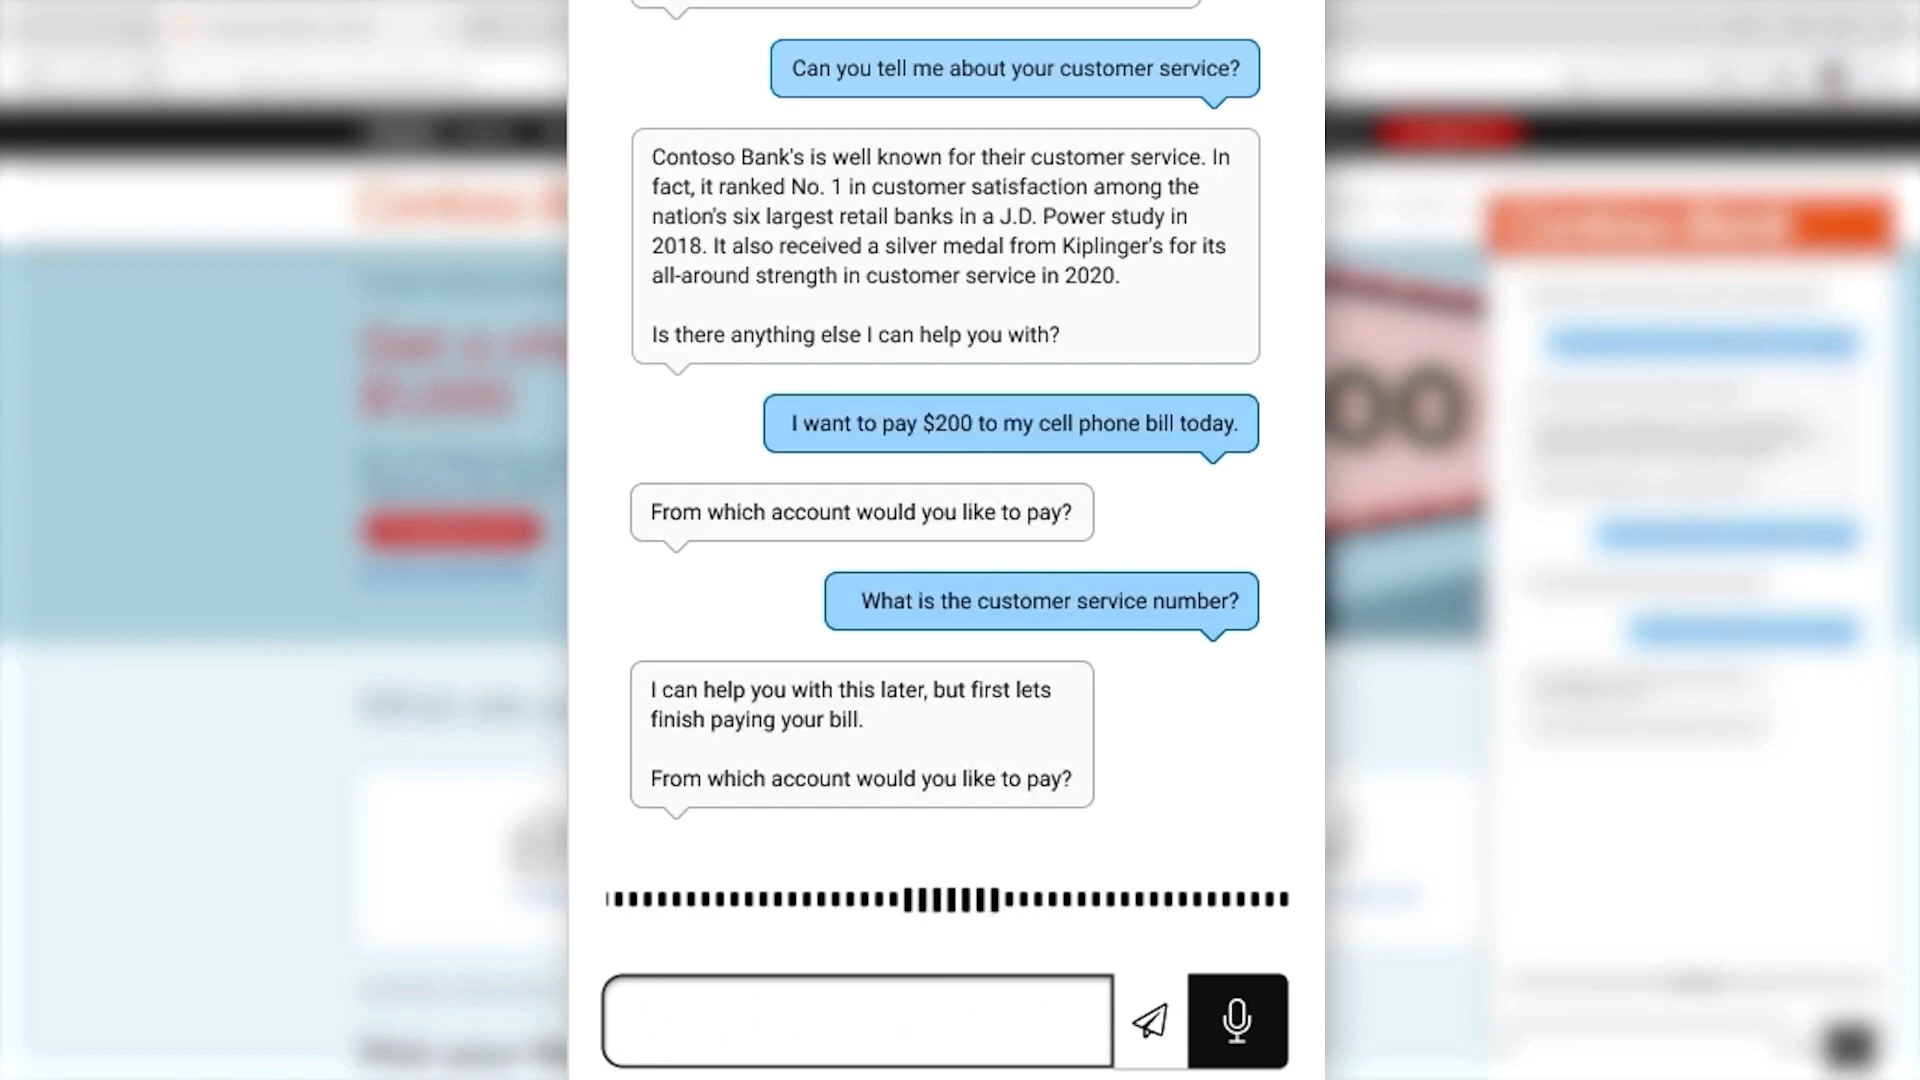 Can you tell me about your customer service?
Contoso Bank's is well known for their customer service. In
fact, it ranked No. 1 in customer satisfaction among the
nation's six largest retail banks in a J.D. Power study in
2018. It also received a silver medal from Kiplinger's for its
all-around strength in customer service in 2020.
Is there anything else I can help you with?
I want to pay $200 to my cell phone bill today.
From which account would you like to pay?
What is the customer service number?
I can help you with this later, but first lets
finish paying your bill.
From which account would you like to pay?